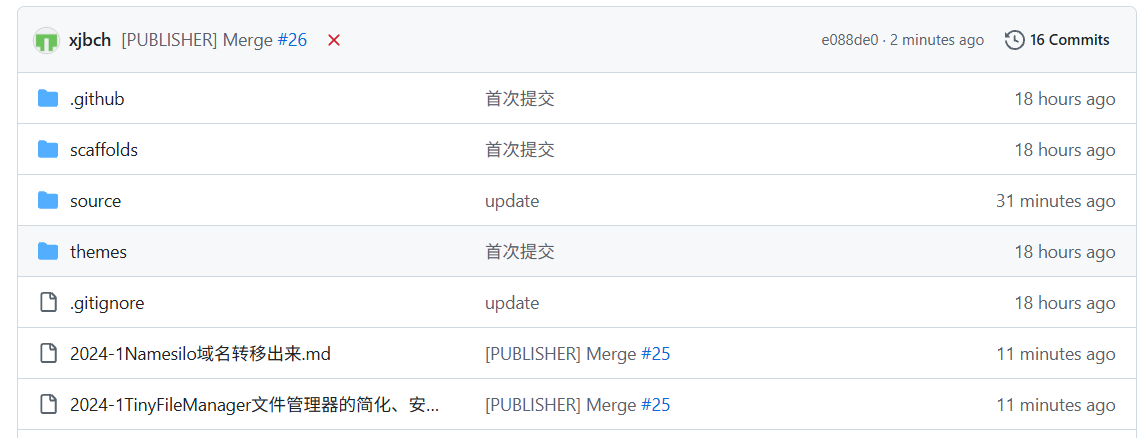 xjbch [PUBLISHER] Merge #26 e088de0 · 2 minutes ago 16 Commits
.github 首次提交 18 hours ago
scaffolds 首次提交 18 hours ago
source update 31 minutes ago
themes 首次提交 18 hours ago
.gitignore update 18 hours ago
2024-1Namesilo域名转移出来.md [PUBLISHER] Merge #25 11 minutes ago
2024-1TinyFileManager文件管理器的简化、安... [PUBLISHER] Merge #25 11 minutes ago